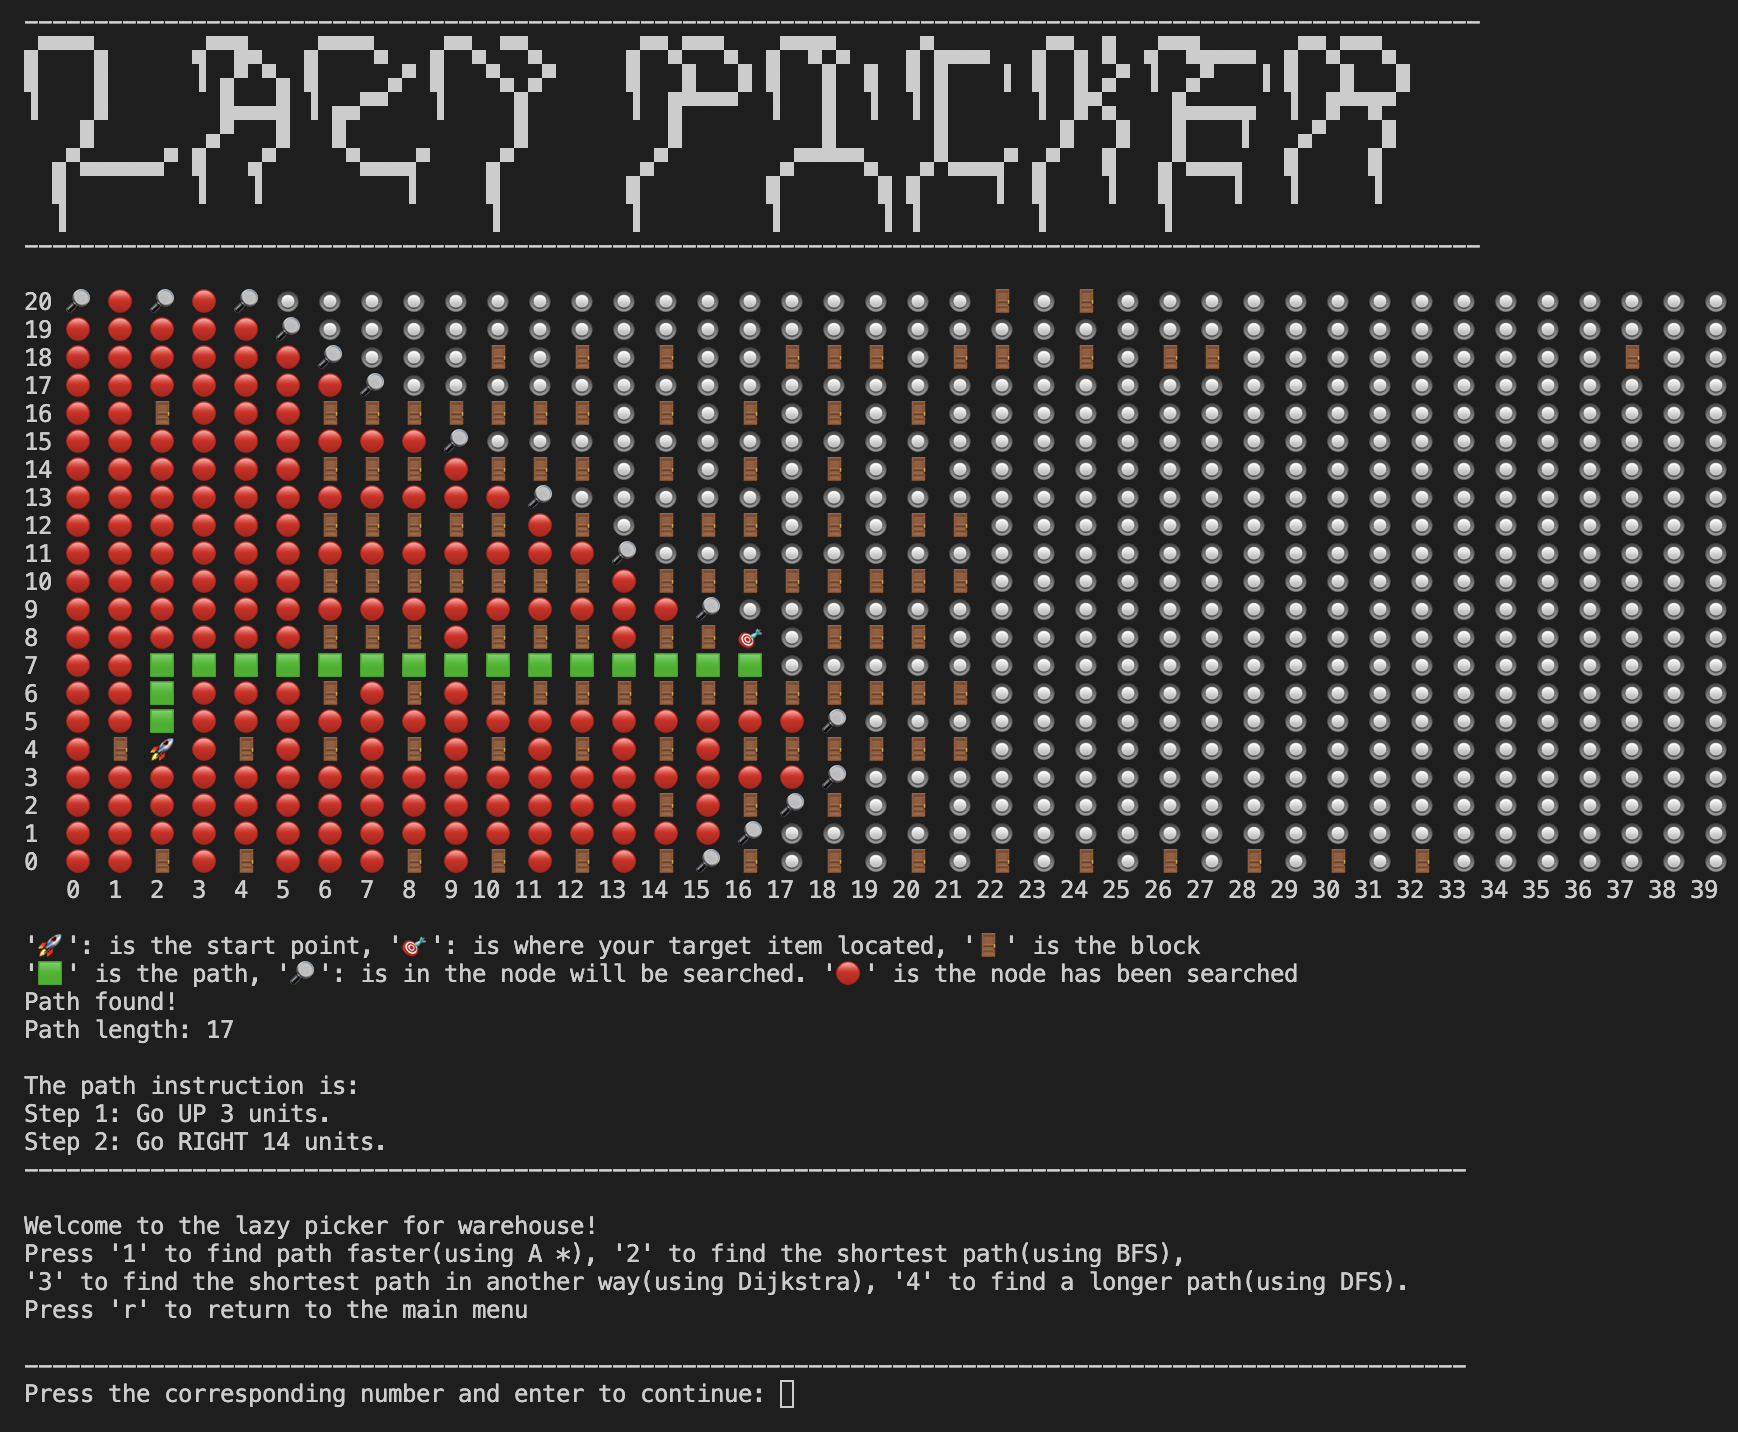 LAZY PICKER
20
19
18
17
16
15
14
13
12
11
10
9
8
7
6
5
4
3
2
1
0
0 1 2 3 4 5 6 7 8 9 10 11 12 13 14 15 16 17 18 19 20 21 22 23 24 25 26 27 28 29 30 31 32 33 34 35 36 37 38 39
'🚀': is the start point, '🎯': is where your target item located, '🚪' is the block
'🟩' is the path, '🔎': is in the node will be searched. '🔴' is the node has been searched
Path found!
Path length: 17
The path instruction is:
Step 1: Go UP 3 units.
Step 2: Go RIGHT 14 units.
Welcome to the lazy picker for warehouse!
Press '1' to find path faster(using A *), '2' to find the shortest path(using BFS),
'3' to find the shortest path in another way(using Dijkstra), '4' to find a longer path(using DFS).
Press 'r' to return to the main menu
Press the corresponding number and enter to continue: